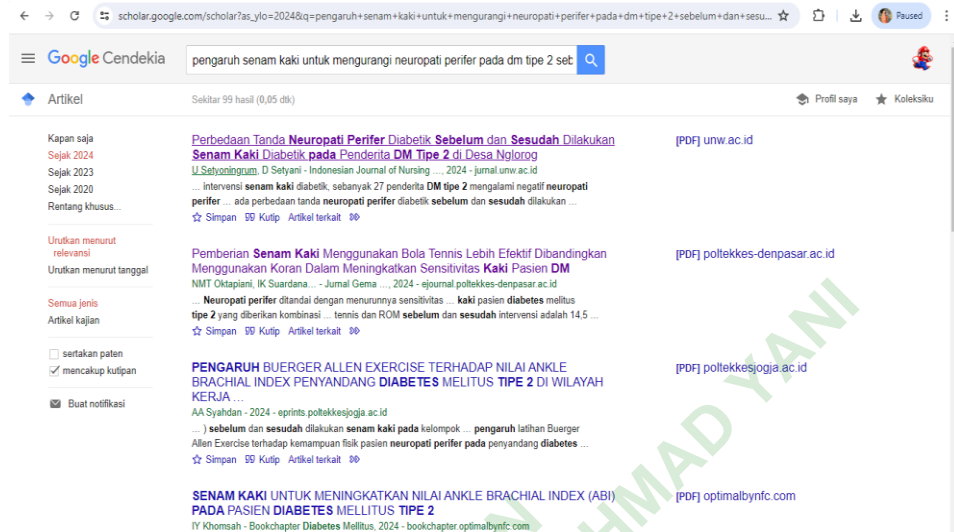 scholar.google.com/scholar?as_ylo=2024&q=pengaruh+senam+kaki+untuk+mengurangi+neuropati+perifer+pada+dm+tipe+2+sebelum+dan+sesu...
Paused
Google Cendekia
pengaruh senam kaki untuk mengurangi neuropati perifer pada dm tipe 2 seb
Artikel
Sekitar 99 hasil (0,05 dtk)
Profil saya
Koleksiku
Kapan saja
Sejak 2024
Sejak 2023
Sejak 2020
Rentang khusus...
Urutkan menurut
relevansi
Urutkan menurut tanggal
Semua jenis
Artikel kajian
sertakan paten
mencakup kutipan
Buat notifikasi
Perbedaan Tanda Neuropati Perifer Diabetik Sebelum dan Sesudah Dilakukan
Senam Kaki Diabetik pada Penderita DM Tipe 2 di Desa Nglorog
U Setyoningrum, D Setyani - Indonesian Journal of Nursing ..., 2024 - jurnal.unw.ac.id
... intervensi senam kaki diabetik, sebanyak 27 penderita DM tipe 2 mengalami negatif neuropati
perifer ... ada perbedaan tanda neuropati perifer diabetik sebelum dan sesudah dilakukan ...
Simpan Kutip Artikel terkait
[PDF] unw.ac.id
Pemberian Senam Kaki Menggunakan Bola Tennis Lebih Efektif Dibandingkan
Menggunakan Koran Dalam Meningkatkan Sensitivitas Kaki Pasien DM
NMT Oktapiani, IK Suardana... - Jurnal Gema ..., 2024 - ejournal.poltekkes-denpasar.ac.id
... Neuropati perifer ditandai dengan menurunnya sensitivitas ... kaki pasien diabetes melitus
tipe 2 yang diberikan kombinasi ... tennis dan ROM sebelum dan sesudah intervensi adalah 14,5 ...
Simpan Kutip Artikel terkait
[PDF] poltekkes-denpasar.ac.id
PENGARUH BUERGER ALLEN EXERCISE TERHADAP NILAI ANKLE
BRACHIAL INDEX PENYANDANG DIABETES MELITUS TIPE 2 DI WILAYAH
KERJA ...
AA Syahdan - 2024 - eprints.poltekkesjogja.ac.id
... ) sebelum dan sesudah dilakukan senam kaki pada kelompok ... pengaruh latihan Buerger
Allen Exercise terhadap kemampuan fisik pasien neuropati perifer pada penyandang diabetes ...
Simpan Kutip Artikel terkait
[PDF] poltekkesjogja.ac.id
SENAM KAKI UNTUK MENINGKATKAN NILAI ANKLE BRACHIAL INDEX (ABI)
PADA PASIEN DIABETES MELLITUS TIPE 2
IY Khomsah - Bookchapter Diabetes Mellitus, 2024 - bookchapter.optimalbynfc.com
[PDF] optimalbynfc.com
HMAD YANI